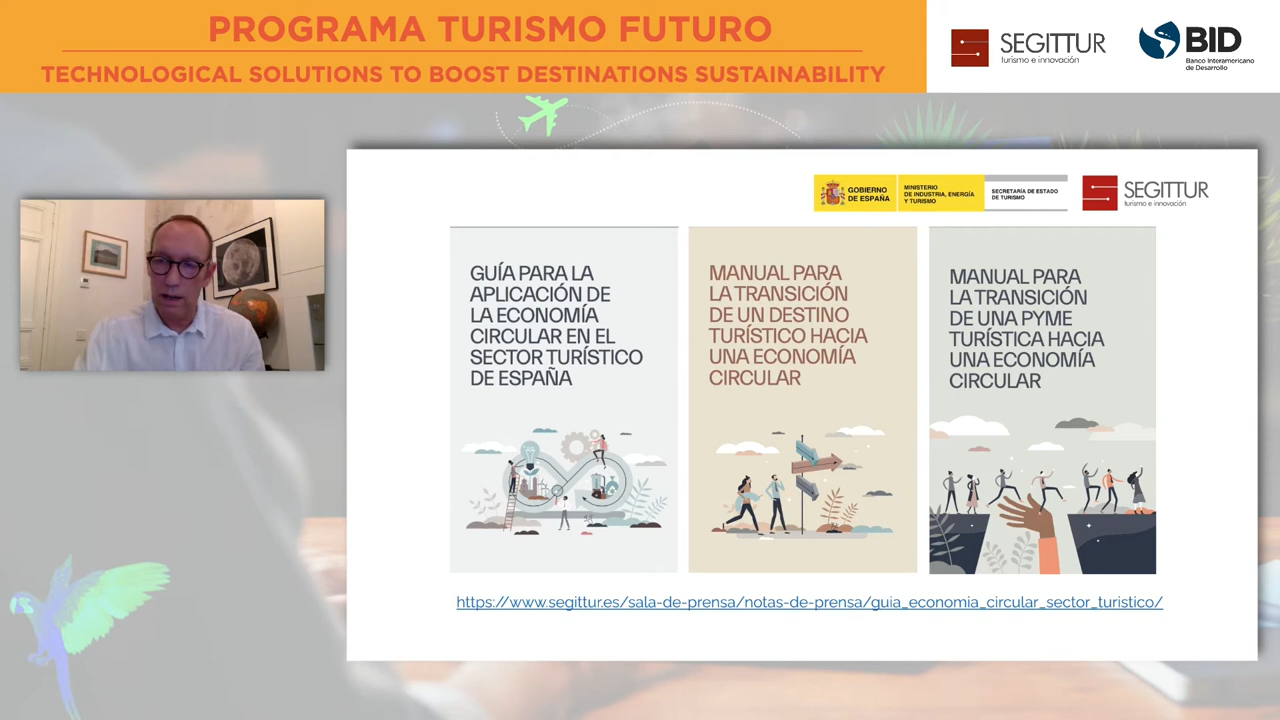 PROGRAMA TURISMO FUTURO
TECHNOLOGICAL SOLUTIONS TO BOOST DESTINATIONS SUSTAINABILITY
SEGITTUR
turismo e innovación
BID
Banco Interamericano
de Desarrollo
GOBIERNO
DE ESPAÑA
MINISTERIO
DE INDUSTRIA, ENERGÍA
Y TURISMO
SECRETARÍA DE ESTADO
DE TURISMO
SEGITTUR
turismo e innovación
GUÍA PARA LA
APLICACIÓN DE
LA ECONOMÍA
CIRCULAR EN EL
SECTOR TURÍSTICO
DE ESPAÑA
MANUAL PARA
LA TRANSICIÓN
DE UN DESTINO
TURÍSTICO HACIA
UNA ECONOMÍA
CIRCULAR
MANUAL PARA
LA TRANSICIÓN
DE UNA PYME
TURÍSTICA HACIA
UNA ECONOMÍA
CIRCULAR
https://www.segittur.es/sala-de-prensa/notas-de-prensa/guia_economia_circular_sector_turistico/